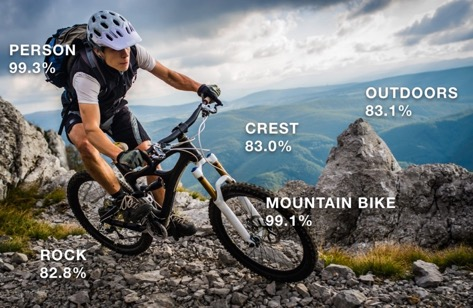 PERSON
99.3%
OUTDOORS
83.1%
CREST
83.0%
MOUNTAIN BIKE
99.1%
ROCK
82.8%